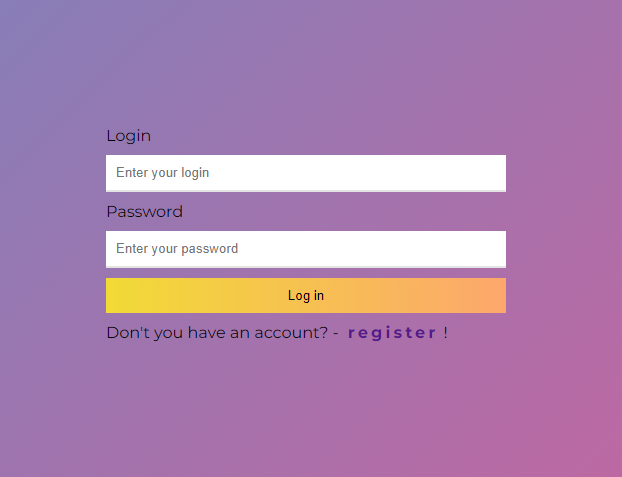 Login
Enter your login
Password
Enter your password
Log in
Don't you have an account? - register !